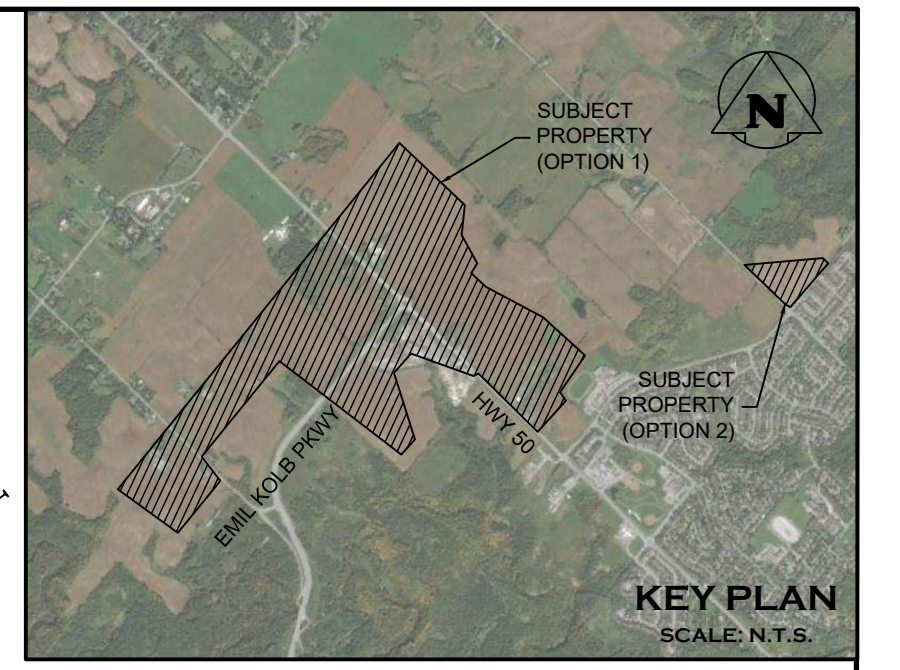 N
SUBJECT
PROPERTY
(OPTION 1)
SUBJECT
PROPERTY
(OPTION 2)
HWY 50
EMIL KOLB PKWY
KEY PLAN
SCALE: N.T.S.